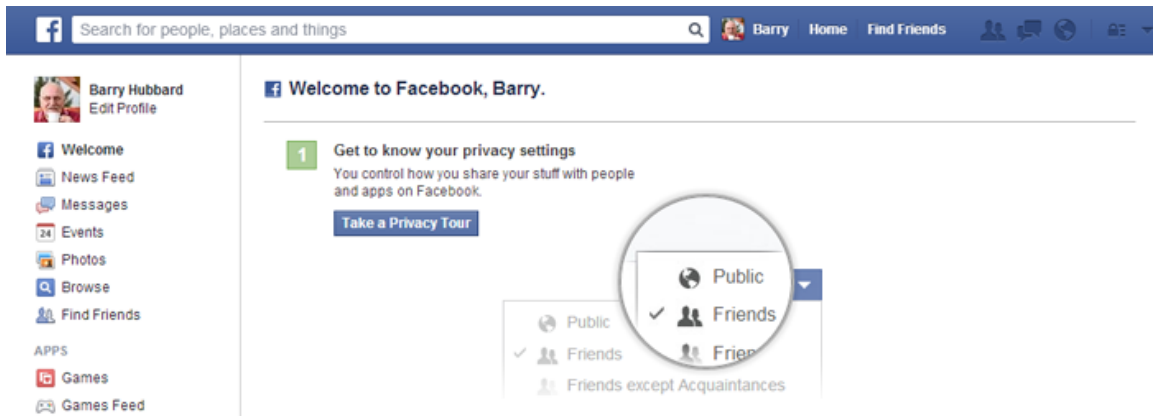 f Search for people, places and things Barry Home Find Friends
Barry Hubbard
Edit Profile
Welcome
News Feed
Messages
24 Events
Photos
Browse
Find Friends
APPS
Games
Games Feed
f Welcome to Facebook, Barry.
1 Get to know your privacy settings
You control how you share your stuff with people
and apps on Facebook.
Take a Privacy Tour
Public
Friends
Friends except Acquaintances
Public
Friends
Frien